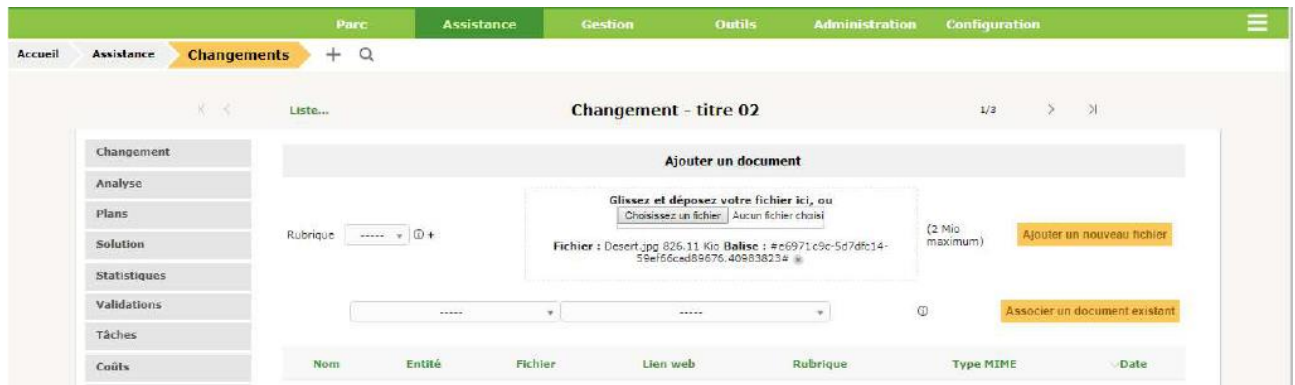 Parc Assistance Gestion Outils Administration Configuration
Accueil Assistance Changements
Liste... Changement - titre 02 1/3
Changement
Ajouter un document
Analyse
Glissez et déposez votre fichier ici, ou
Plans
Choisissez un fichier Aucun fichier choisi
Rubrique ----- (2 Mio maximum) Ajouter un nouveau fichier
Solution
Fichier : Desert.jpg 826.11 Kio Balise : #e6971c9c-5d7dfc14-
59ef66ced89676.40983823#
Statistiques
Validations
----- ----- Associer un document existant
Tâches
Coûts
Nom Entité Fichier Lien web Rubrique Type MIME Date